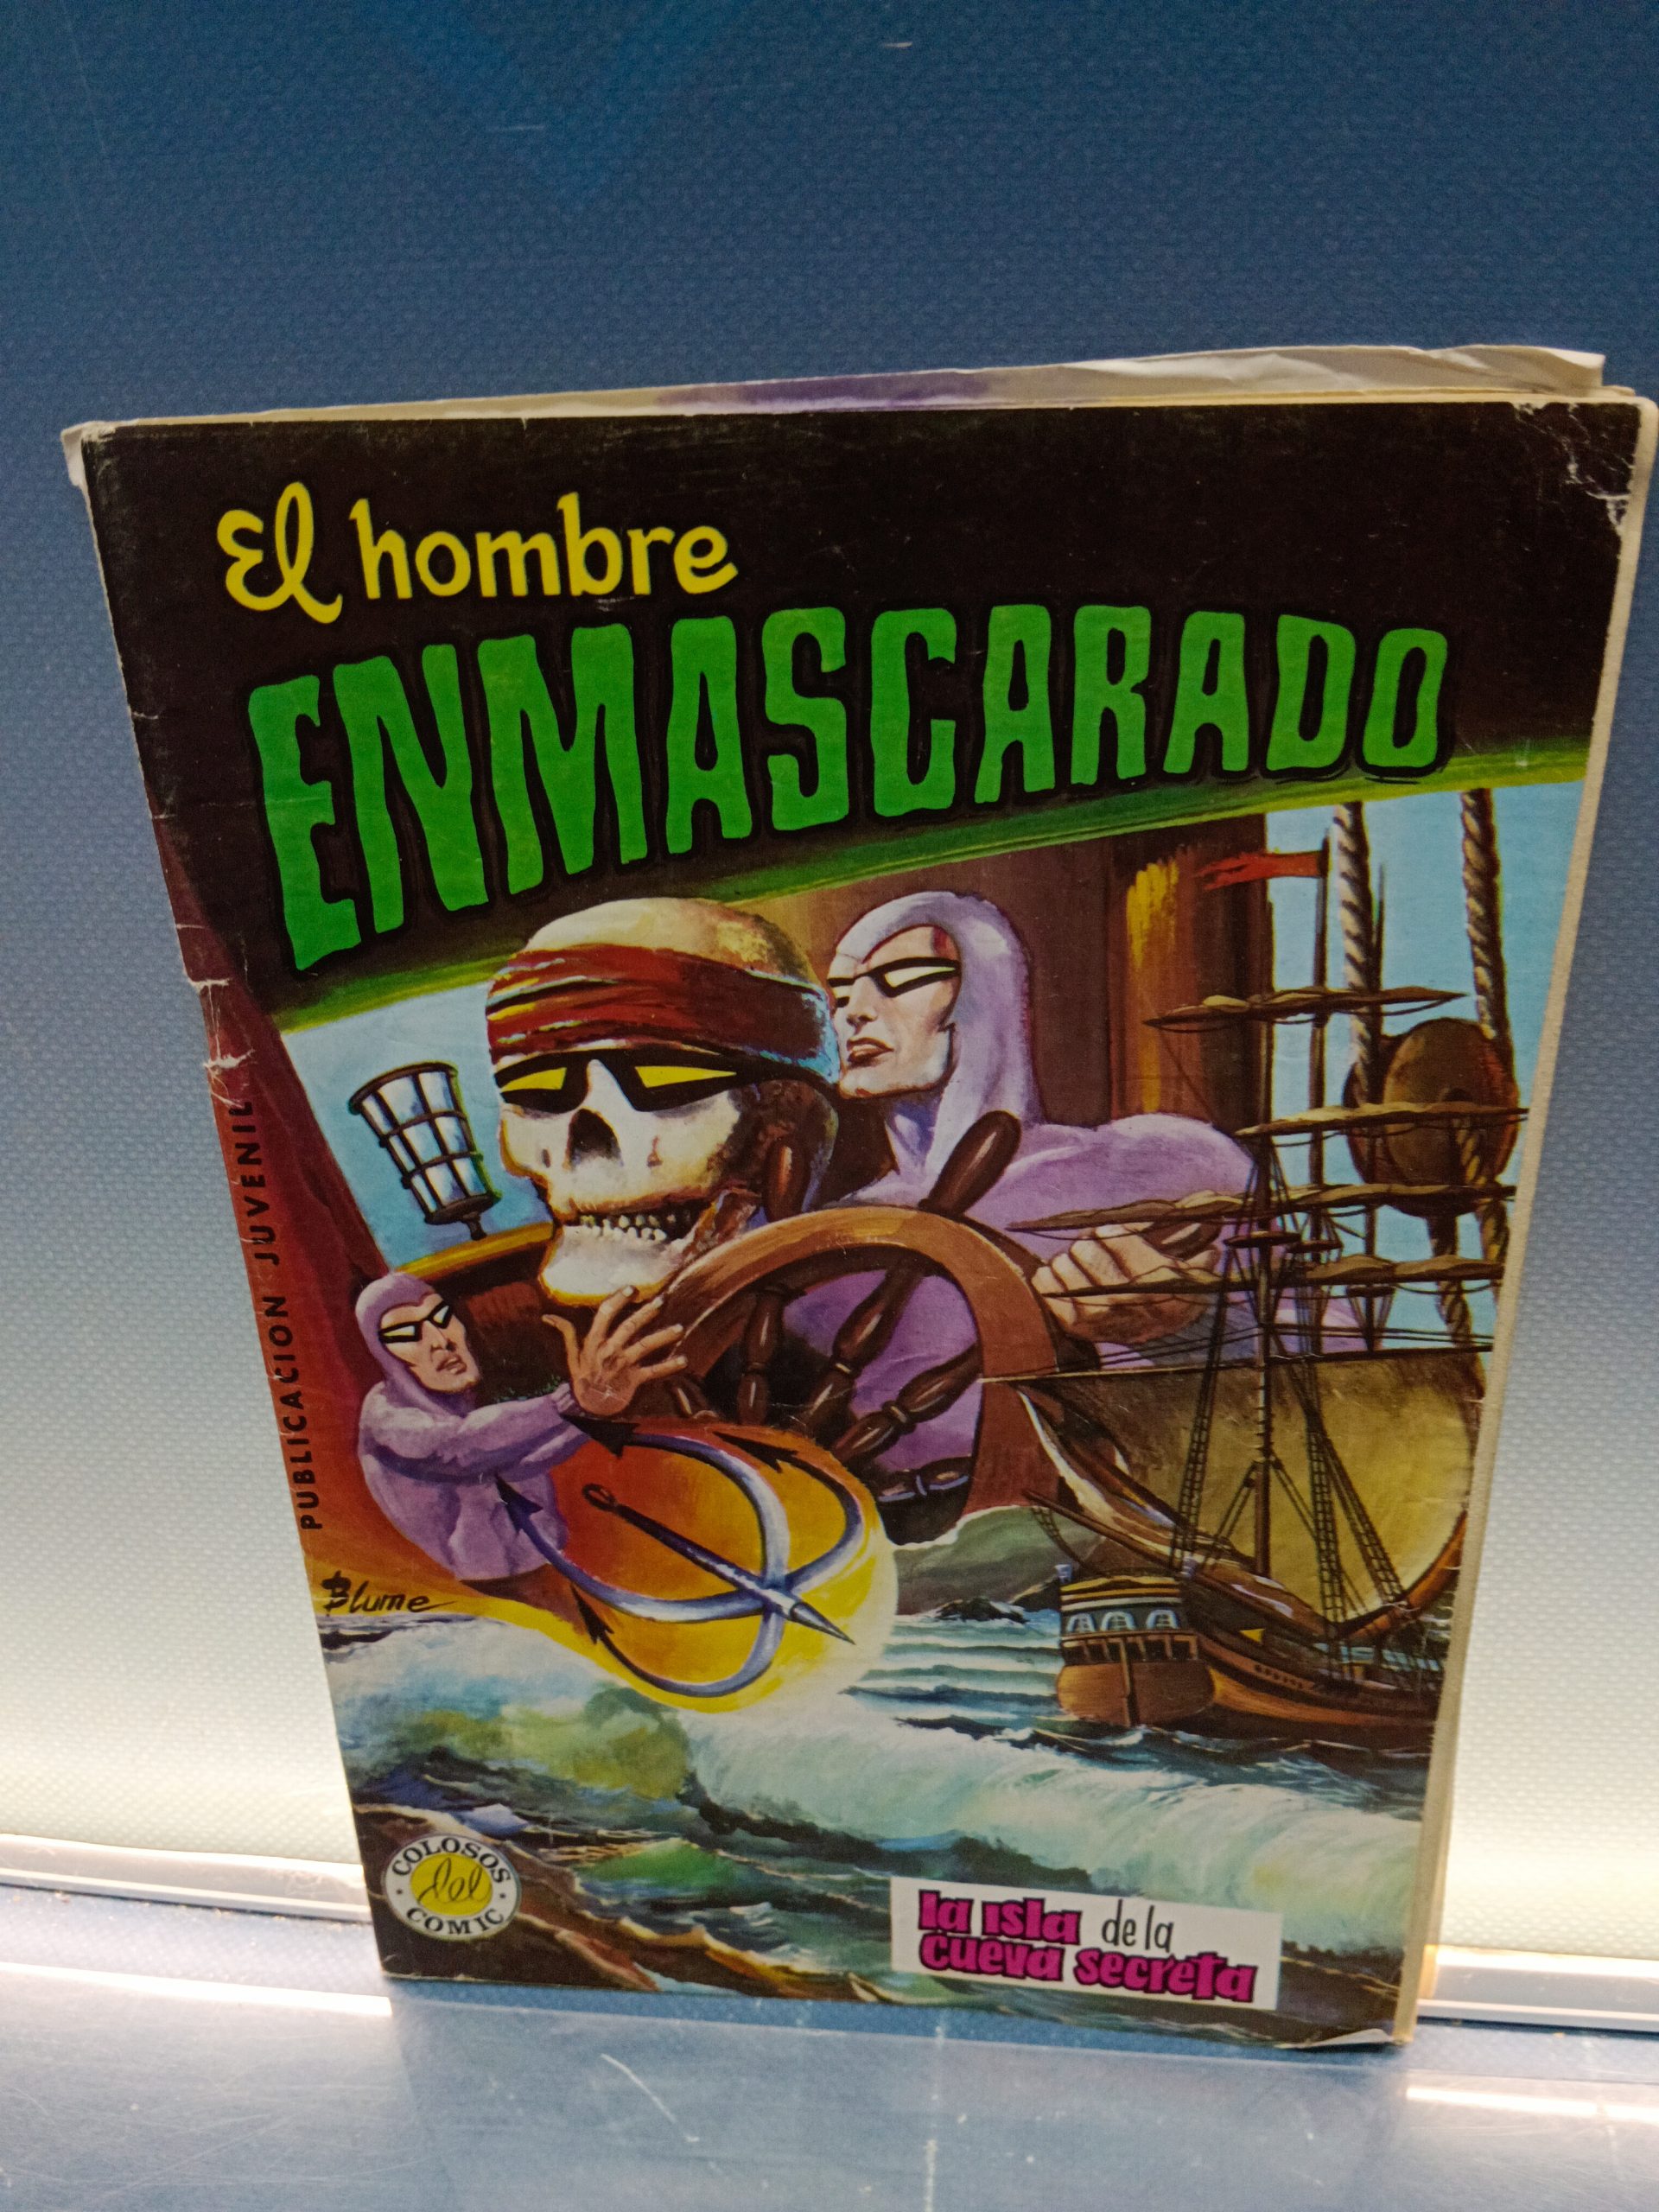 El hombre
ENMASCARADO
PUBLICACION JUVENIL
Blume
COLOSOS
del
COMIC
la isla de la
cueva secreta